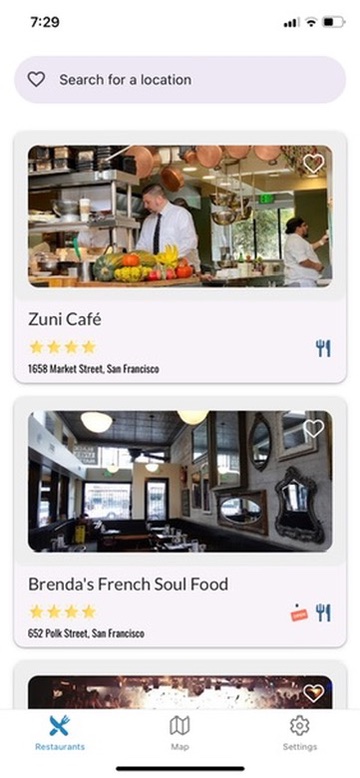 7:29
Search for a location
Zuni Café
1658 Market Street, San Francisco
Brenda's French Soul Food
652 Polk Street, San Francisco
Restaurants
Map
Settings